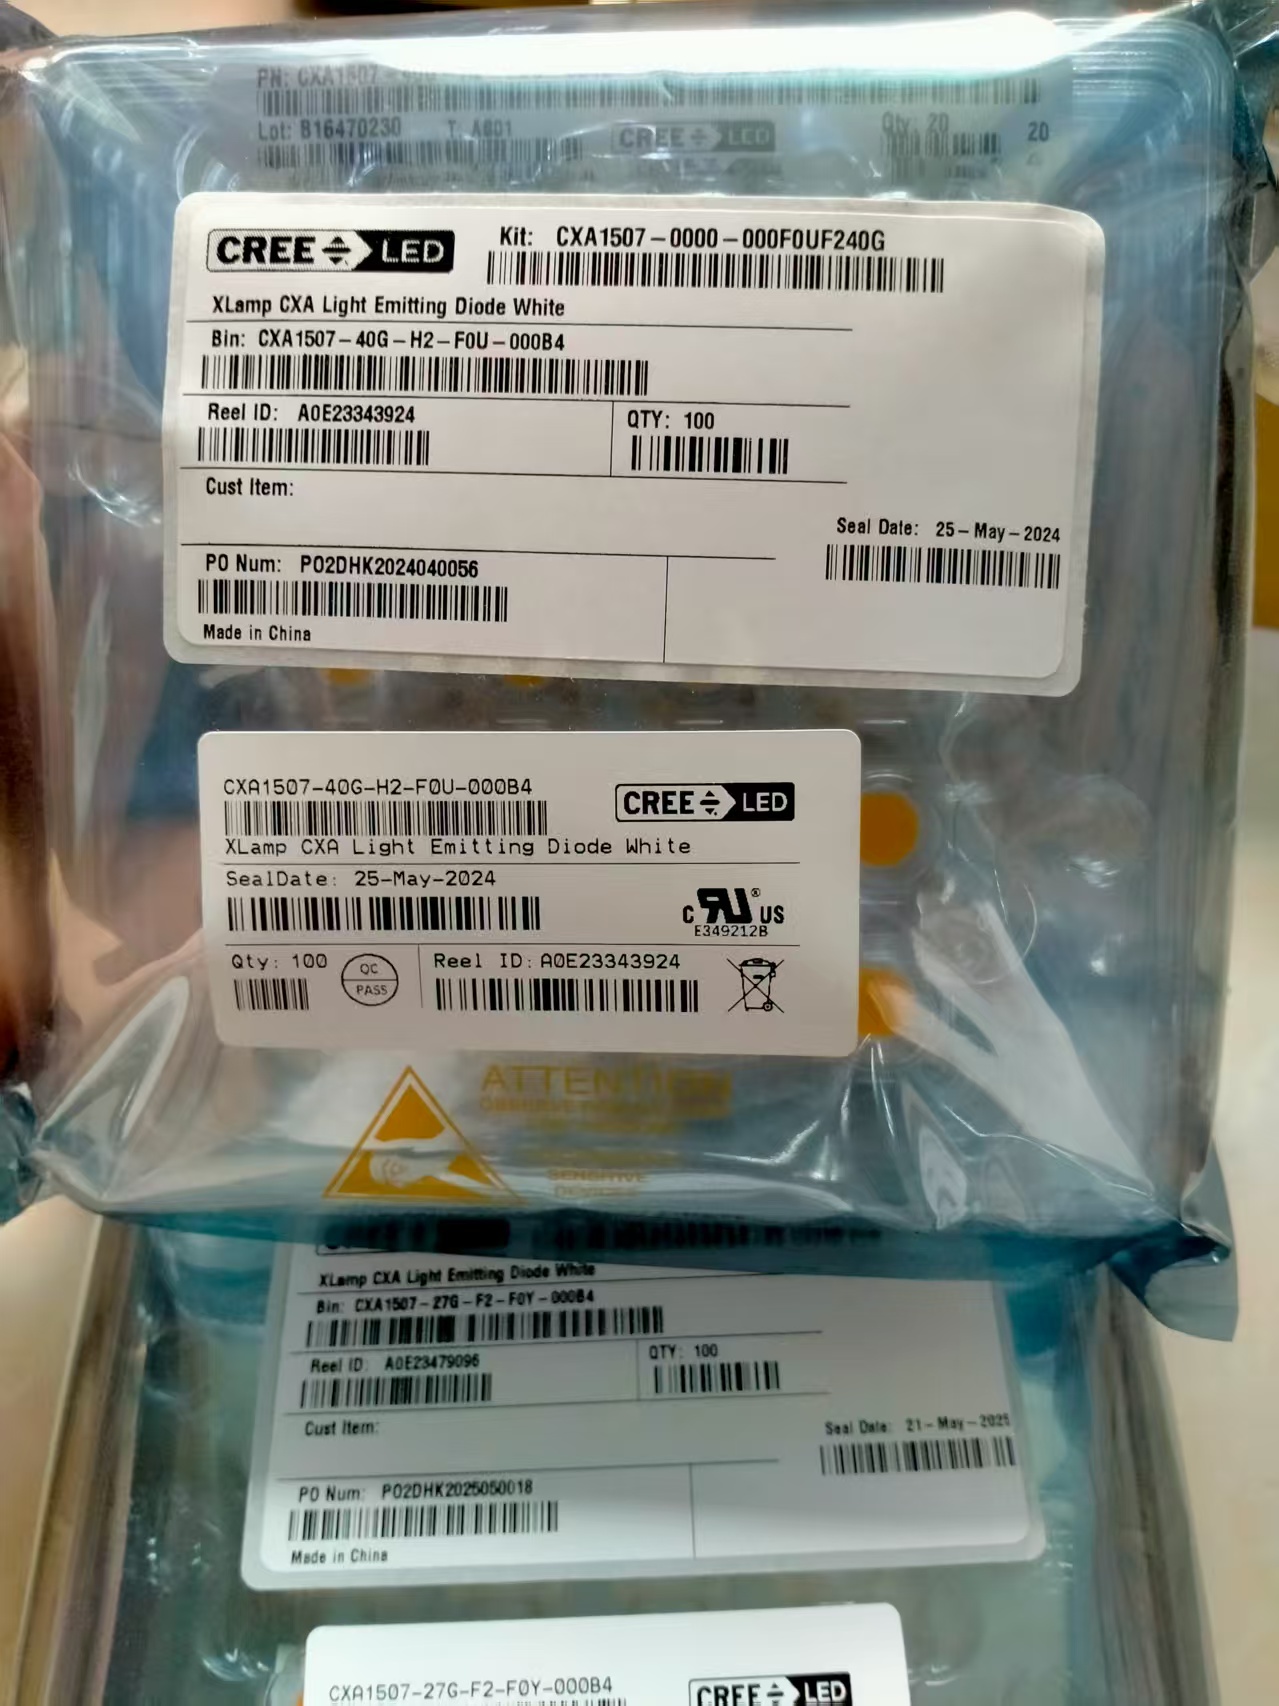 PN: CXA1507
Lot: B16470230
Qty: 20
20
CREE LED
CREE LED
Kit: CXA1507-0000-000F0UF240G
XLamp CXA Light Emitting Diode White
Bin: CXA1507-40G-H2-F0U-000B4
Reel ID: A0E23343924
QTY: 100
Cust Item:
Seal Date: 25-May-2024
PO Num: PO2DHK2024040056
Made in China
CXA1507-40G-H2-F0U-000B4
CREE LED
XLamp CXA Light Emitting Diode White
SealDate: 25-May-2024
C RU ® US
E349212B
Qty: 100
QC
PASS
Reel ID: A0E23343924
ATTENTION
SENSITIVE
DEVICES
XLamp CXA Light Emitting Diode White
Bin: CXA1507-27G-F2-F0Y-000B4
Reel ID: A0E23479096
QTY: 100
Cust Item:
Seal Date: 21-May-2025
PO Num: PO2DHK2025050018
Made in China
CXA1507-27G-F2-F0Y-000B4
CREE LED